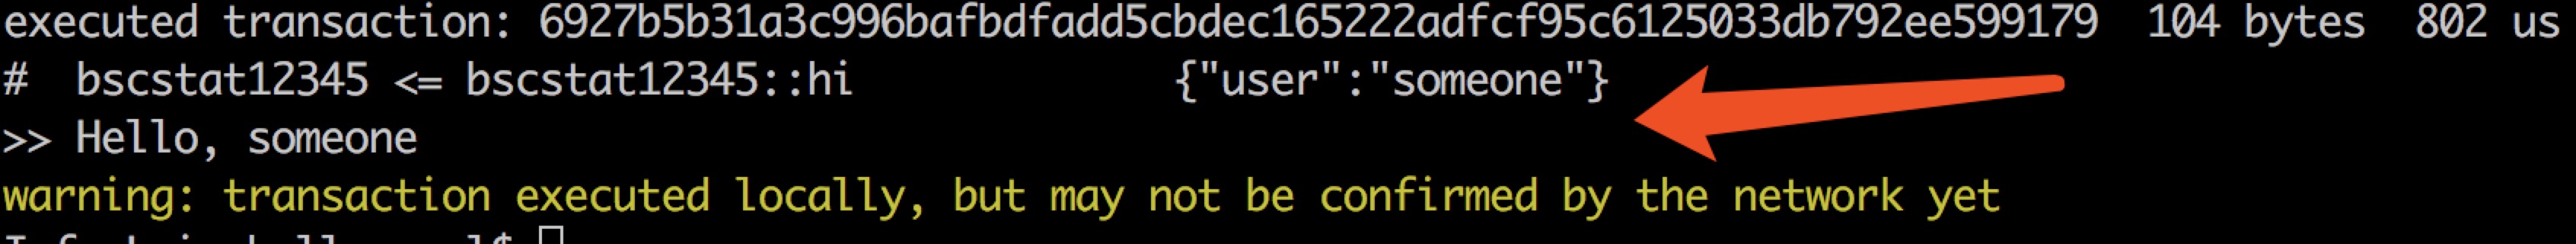 executed transaction: 6927b5b31a3c996bafbdfadd5cbdec165222adfcf95c6125033db792ee599179  104 bytes  802 us
#  bscstat12345 <= bscstat12345::hi             {"user":"someone"}
>> Hello, someone
warning: transaction executed locally, but may not be confirmed by the network yet